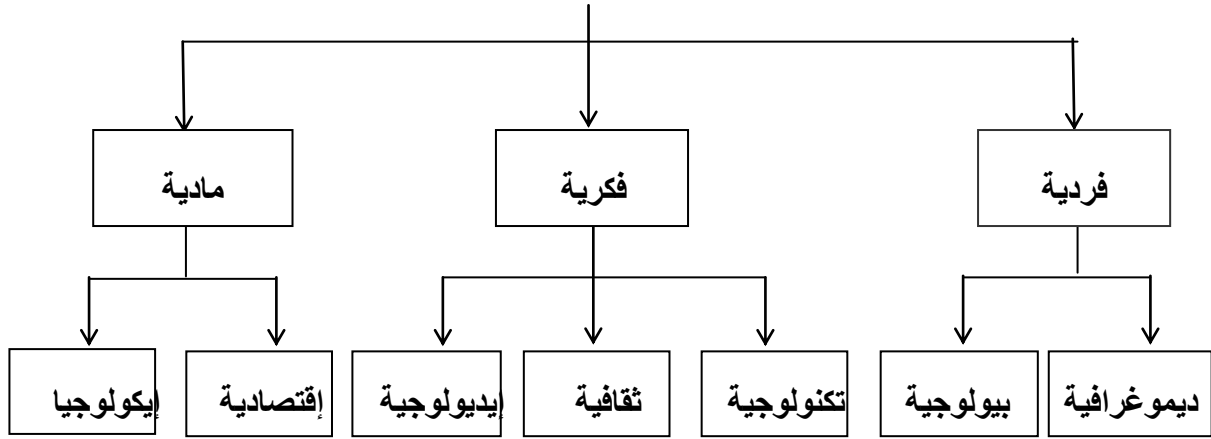 فردية
فكرية
مادية
ديموغرافية
بيولوجية
تكنولوجية
ثقافية
إيديولوجية
إقتصادية
إيكولوجيا